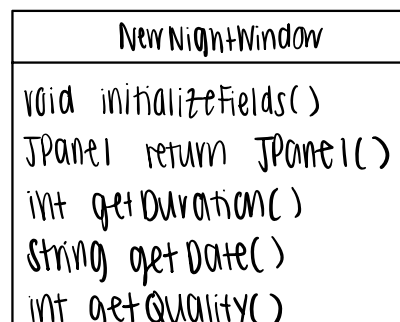 NewNightWindow
void initializeFields()
JPanel return JPanel()
int getDuration()
String getDate()
int getQuality()